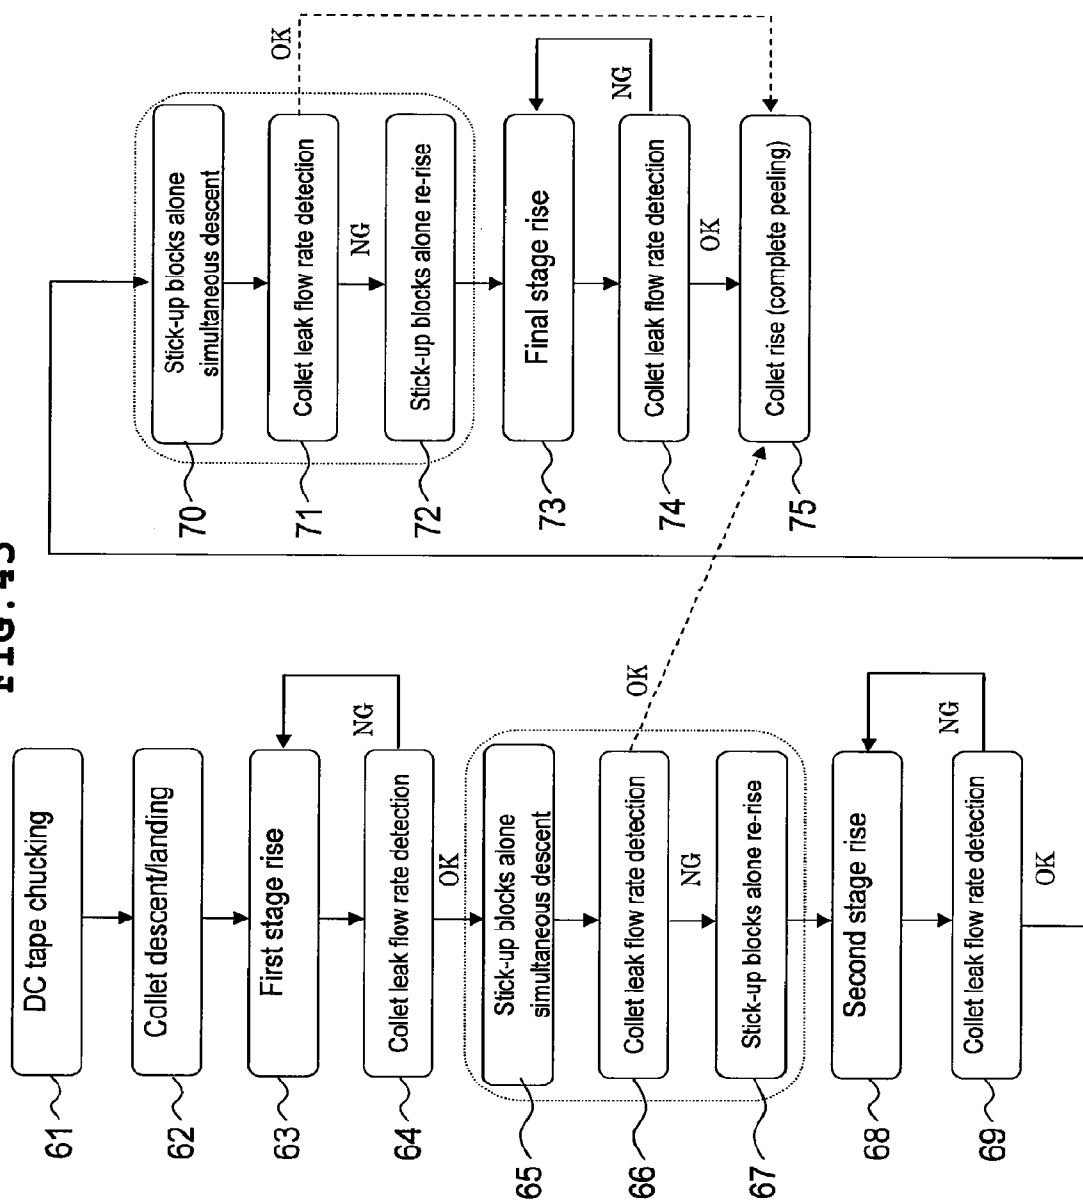 FIG. 43
61
DC tape chucking
62
Collet descent/landing
63
First stage rise
NG
64
Collet leak flow rate detection
OK
65
Stick-up blocks alone
simultaneous descent
66
Collet leak flow rate detection
OK
NG
67
Stick-up blocks alone re-rise
68
Second stage rise
NG
69
Collet leak flow rate detection
OK
70
Stick-up blocks alone
simultaneous descent
71
Collet leak flow rate detection
OK
NG
72
Stick-up blocks alone re-rise
73
Final stage rise
NG
74
Collet leak flow rate detection
OK
75
Collet rise (complete peeling)